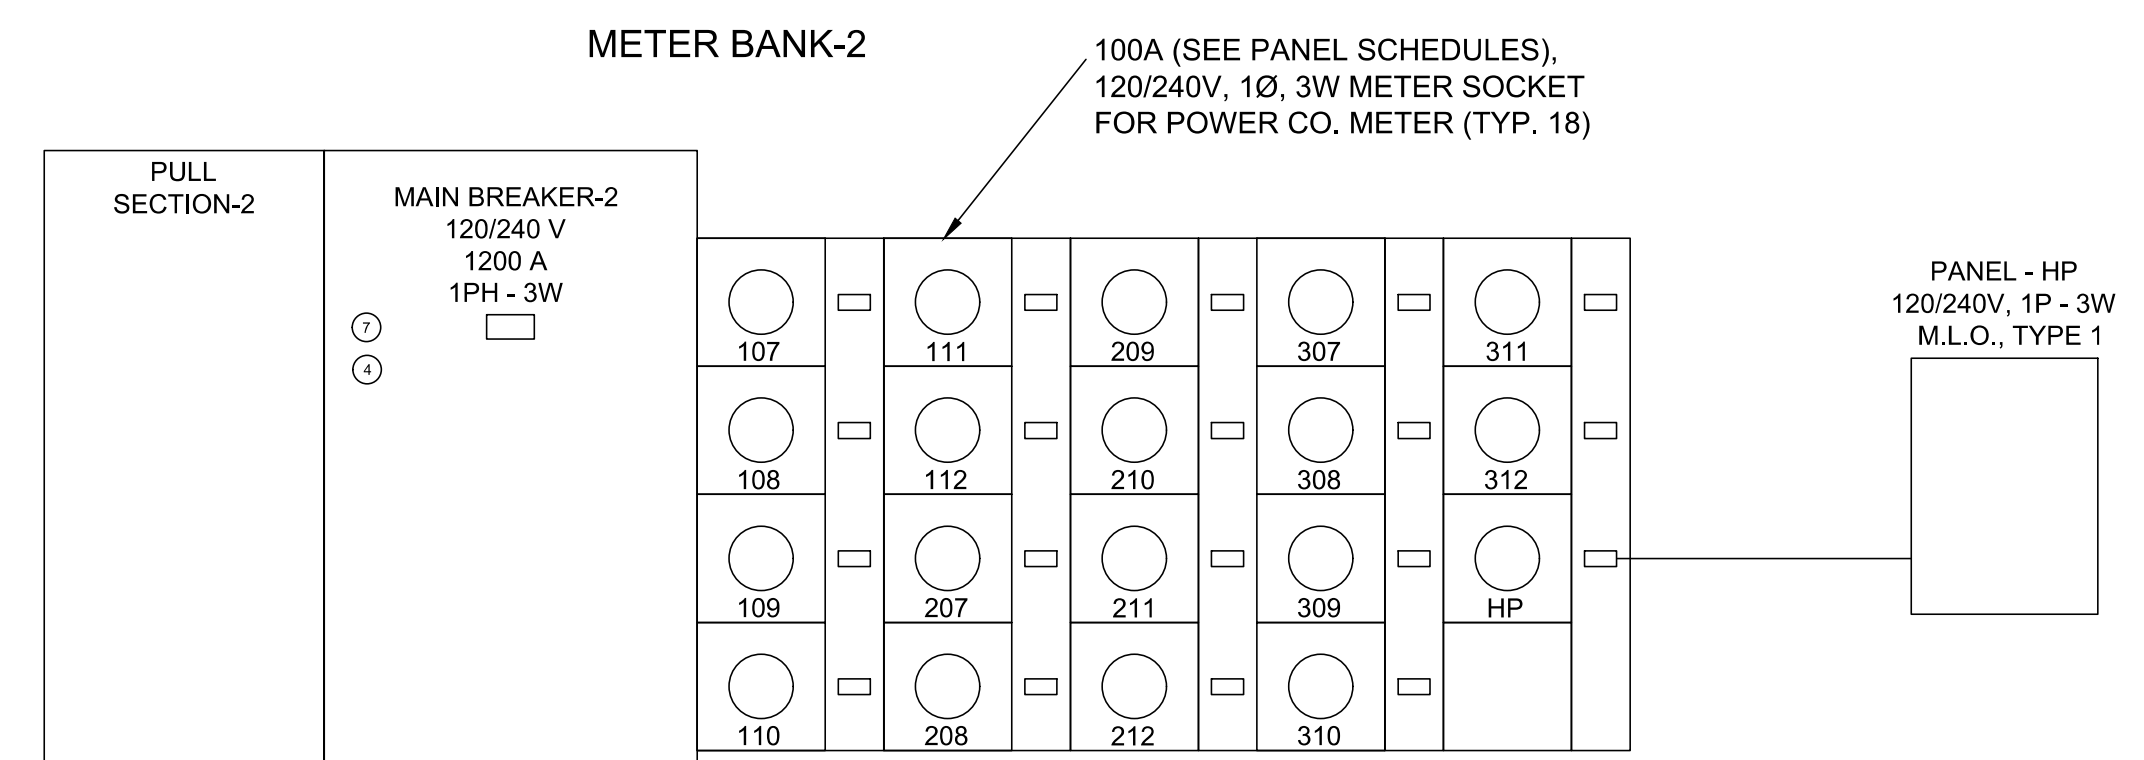 METER BANK-2
100A (SEE PANEL SCHEDULES),
120/240V, 1Ø, 3W METER SOCKET
FOR POWER CO. METER (TYP. 18)
PULL
SECTION-2
MAIN BREAKER-2
120/240 V
1200 A
1PH - 3W
7
4
107
111
209
307
311
108
112
210
308
312
109
207
211
309
HP
110
208
212
310
PANEL - HP
120/240V, 1P - 3W
M.L.O., TYPE 1